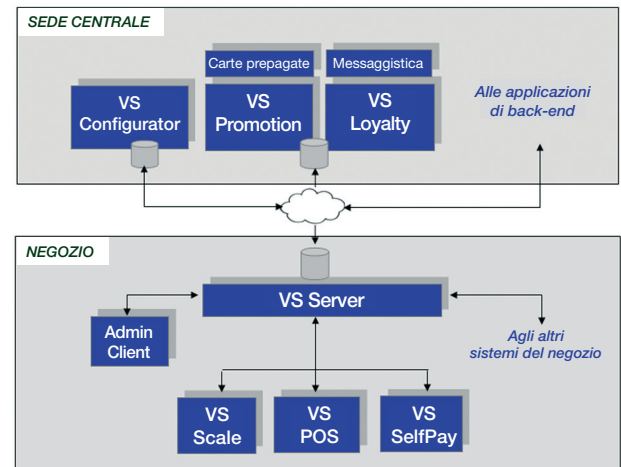 SEDE CENTRALE
Carte prepagate
Messaggistica
VS
Configurator
VS
Promotion
VS
Loyalty
Alle applicazioni
di back-end
NEGOZIO
VS Server
Admin
Client
Agli altri
sistemi del negozio
VS
Scale
VS
POS
VS
SelfPay